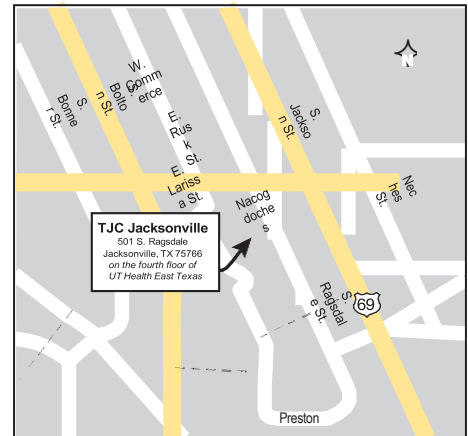 N
W.
Comm
erce
S.
Bolto
n St.
Bonne
r St.
S.
Jackso
n St.
E.
Rus
k
St.
E.
Lariss
a St.
Nec
hes
St.
Nacog
doche
s
TJC Jacksonville
501 S. Ragsdale
Jacksonville, TX 75766
on the fourth floor of
UT Health East Texas
S.
Ragsdal
e St.
69
Preston